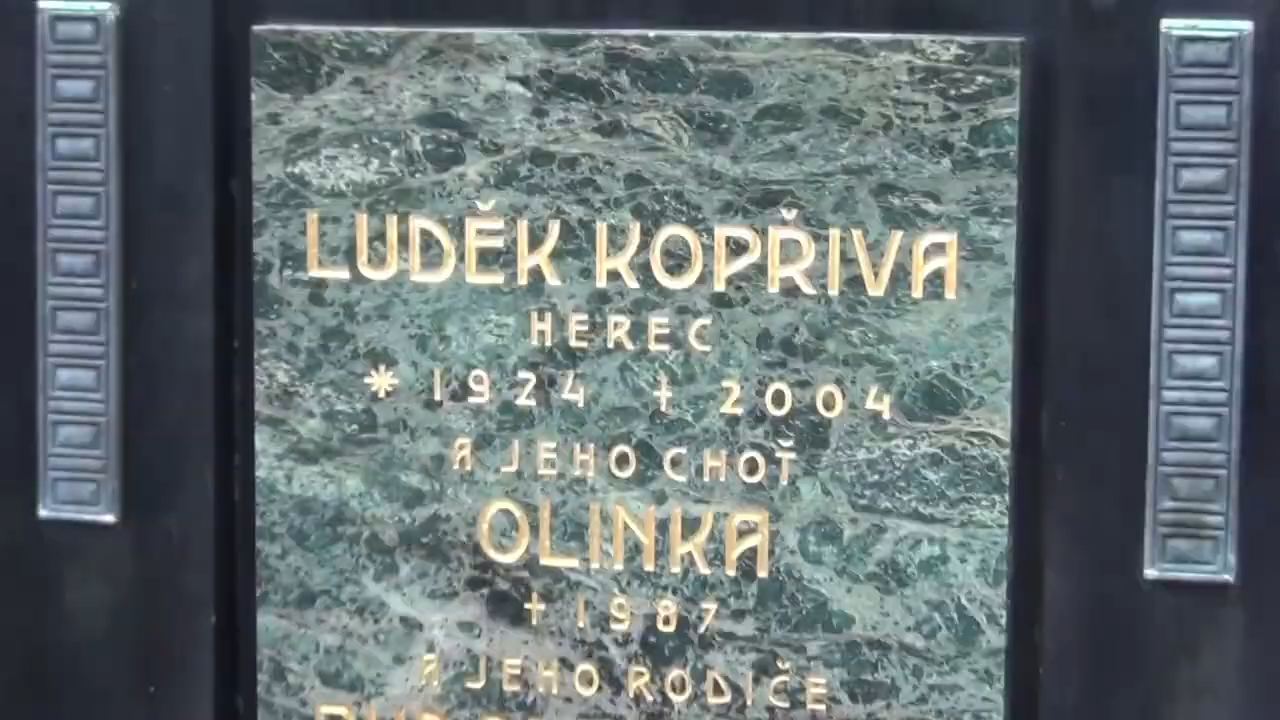 LUDĚK KOPŘIVA
HEREC
* 1924 † 2004
A JEHO CHOŤ
OLINKA
† 1987
A JEHO RODIČE